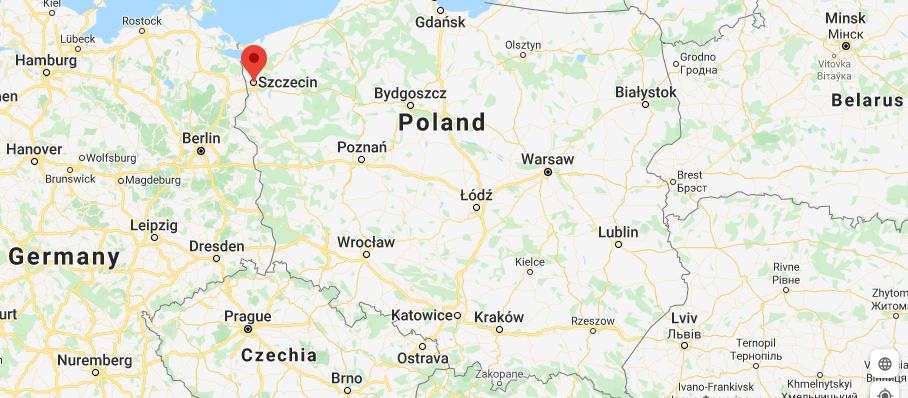 Kiel
Rostock
Gdańsk
Minsk
Мінск
Lübeck
Olsztyn
Hamburg
Grodno
Гродна
Vitovka
Вітаўка
Szczecin
Bydgoszcz
Białystok
Belarus
Poland
Berlin
Hanover
Wolfsburg
Poznań
Warsaw
Brunswick
Magdeburg
Brest
Брэст
Łódź
Leipzig
Germany
Dresden
Wrocław
Lublin
Kielce
Rivne
Рівне
Prague
Katowice
Kraków
Rzeszow
Lviv
Львів
Zhytom
Житом
Czechia
Nuremberg
Ostrava
Zakopane
Ternopil
Тернопіль
Brno
Ivano-Frankivsk
Khmelnytskyi